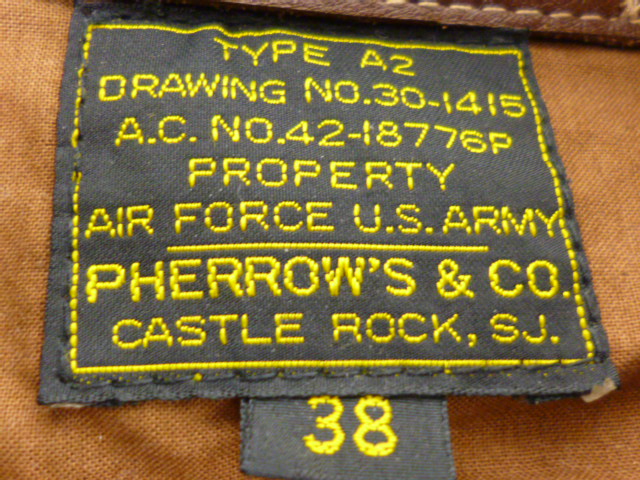 TYPE A2
DRAWING NO.30-1415
A.C. NO.42-18776P
PROPERTY
AIR FORCE U.S. ARMY
PHERROW'S & CO.
CASTLE ROCK, SJ.
38